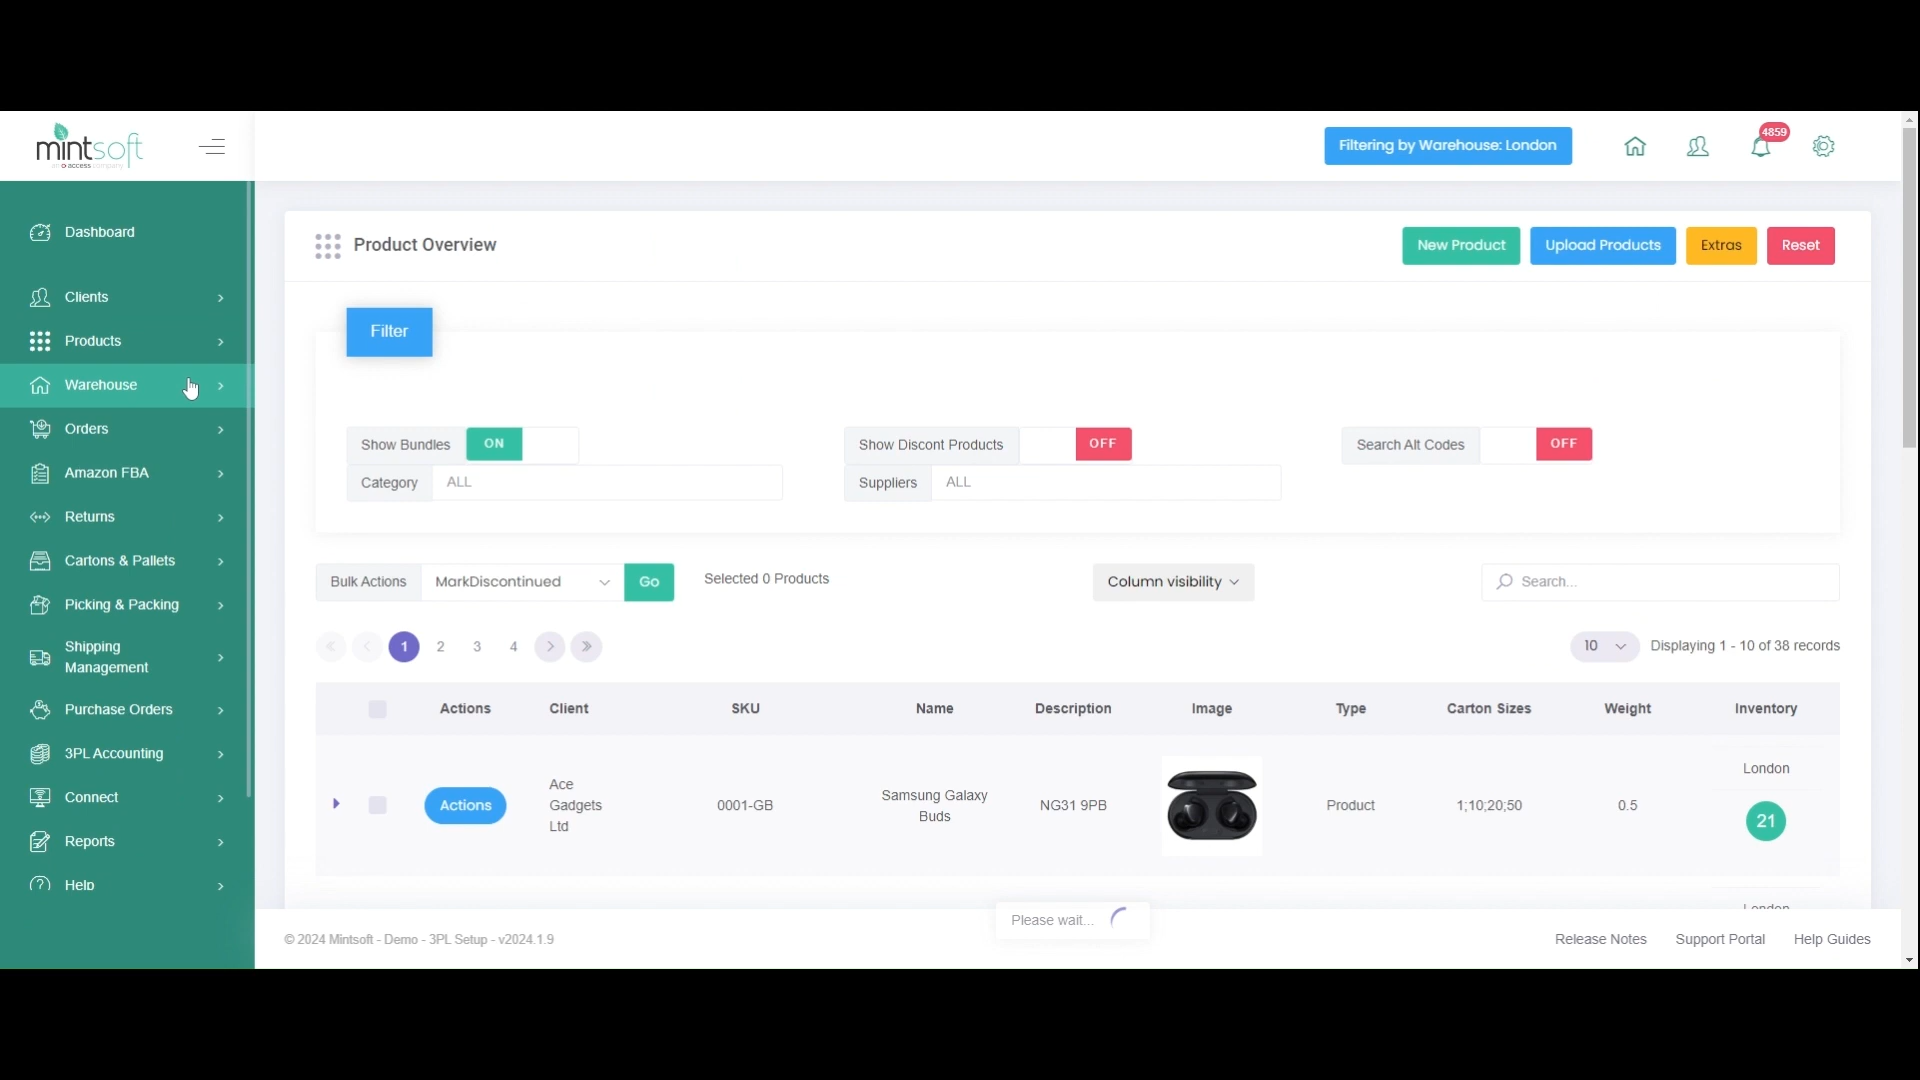 mintsoft
an access company
Filtering by Warehouse: London
4859
Dashboard
Clients
Products
Warehouse
Orders
Amazon FBA
Returns
Cartons & Pallets
Picking & Packing
Shipping
Management
Purchase Orders
3PL Accounting
Connect
Reports
Help
Product Overview
New Product
Upload Products
Extras
Reset
Filter
Show Bundles ON
Show Discont Products OFF
Search Alt Codes OFF
Category ALL
Suppliers ALL
Bulk Actions MarkDiscontinued Go Selected 0 Products
Column visibility
Search...
1 2 3 4
10 Displaying 1 - 10 of 38 records
Actions Client SKU Name Description Image Type Carton Sizes Weight Inventory
Actions
Ace
Gadgets
Ltd
0001-GB
Samsung Galaxy
Buds
NG31 9PB
Product
1;10;20;50
0.5
London
21
London
Please wait...
© 2024 Mintsoft - Demo - 3PL Setup - v2024.1.9
Release Notes Support Portal Help Guides